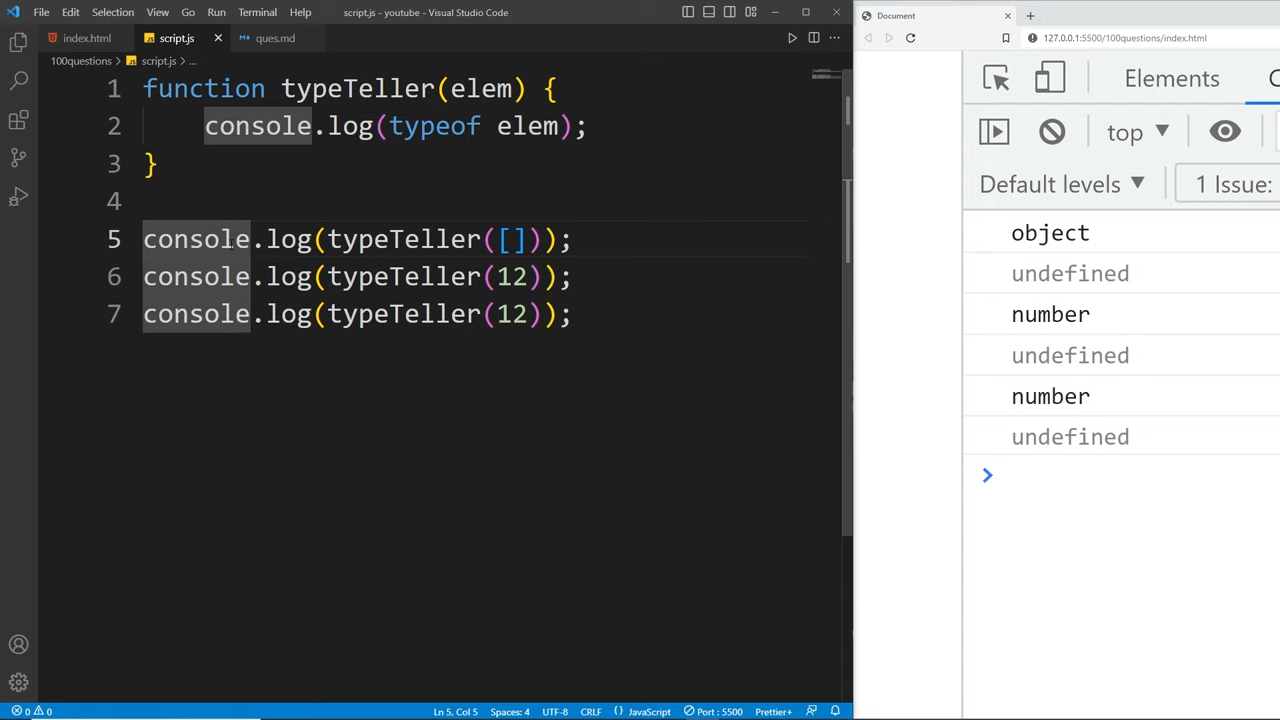 File Edit Selection View Go Run Terminal Help script.js - youtube - Visual Studio Code
Document
index.html script.js ques.md
127.0.0.1:5500/100questions/index.html
100questions > script.js > ...
Elements C
top
Default levels 1 Issue:
1 function typeTeller(elem) {
2 console.log(typeof elem);
3 }
4
5 console.log(typeTeller([]));
6 console.log(typeTeller(12));
7 console.log(typeTeller(12));
object
undefined
number
undefined
number
undefined
0 0 Ln 5, Col 5 Spaces: 4 UTF-8 CRLF {} JavaScript Port : 5500 Prettier+